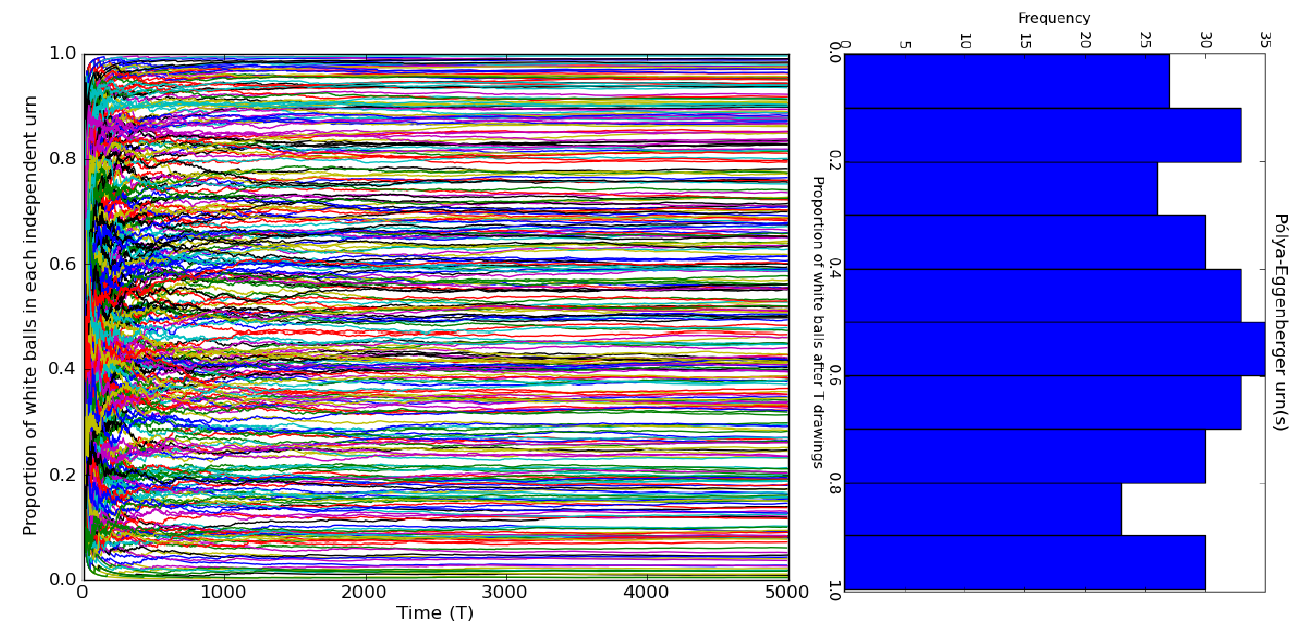 Proportion of white balls in each independent urn
1.0
0.8
0.6
0.4
0.2
0.0
0 1000 2000 3000 4000 5000
Time (T)
Frequency
0 5 10 15 20 25 30 35
0.0
0.2
0.4
0.6
0.8
1.0
Proportion of white balls after T drawings
Pólya-Eggenberger urn(s)